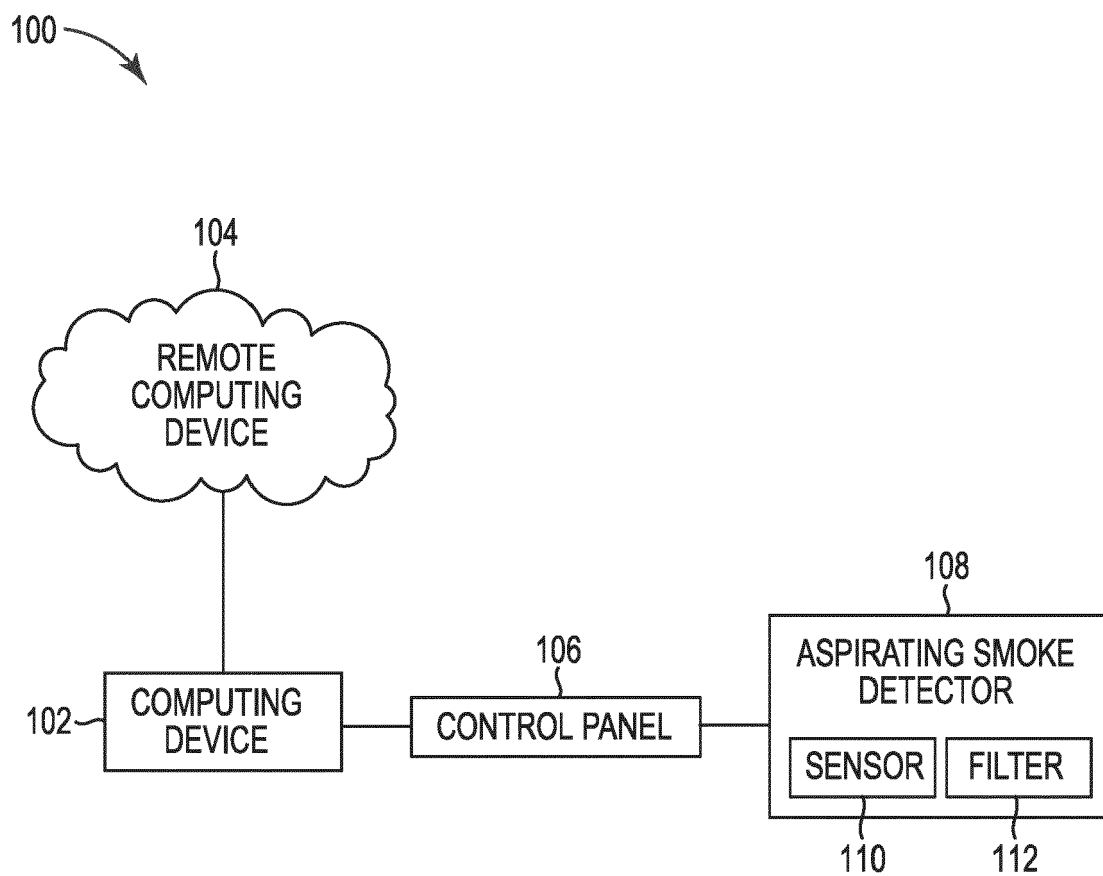 100
104
REMOTE
COMPUTING
DEVICE
108
ASPIRATING SMOKE
DETECTOR
106
102
COMPUTING
DEVICE
CONTROL PANEL
SENSOR
FILTER
110
112